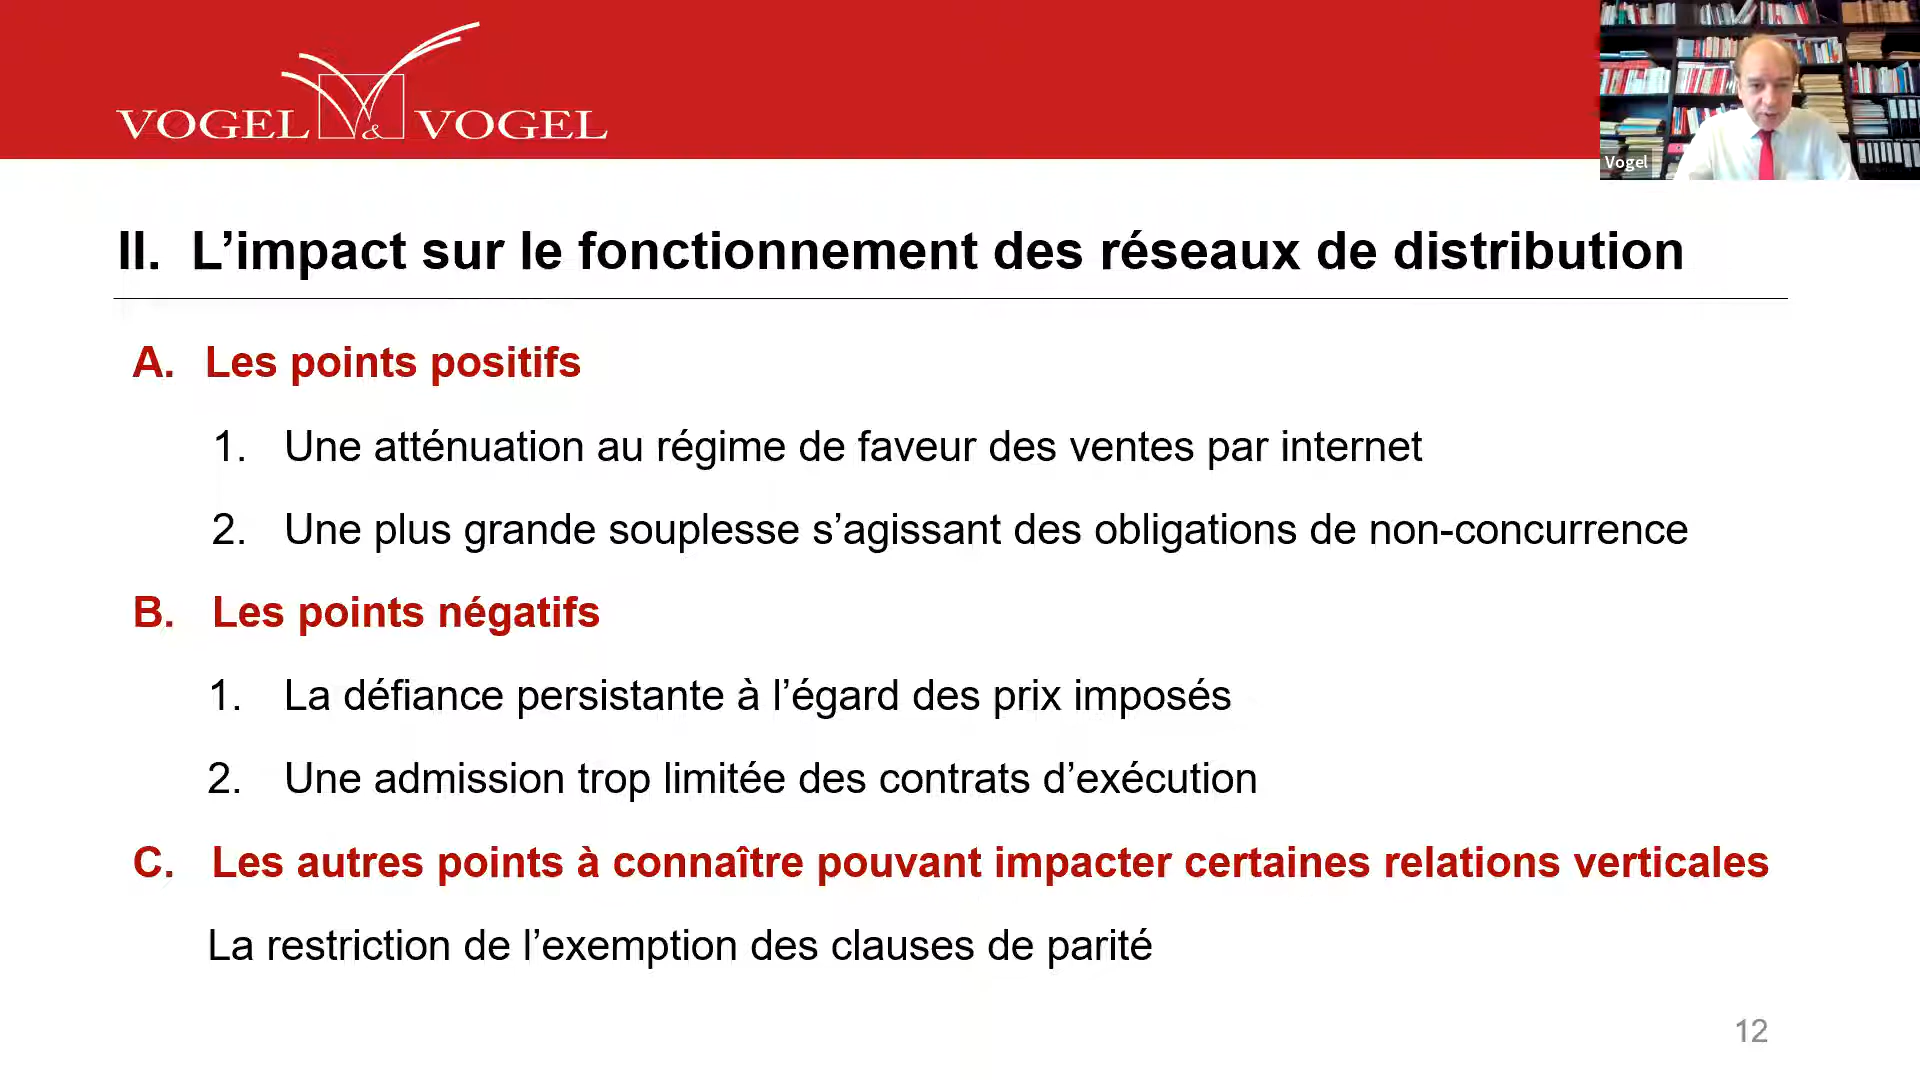 VOGEL & VOGEL
Vogel
II. L’impact sur le fonctionnement des réseaux de distribution
A. Les points positifs
1. Une atténuation au régime de faveur des ventes par internet
2. Une plus grande souplesse s’agissant des obligations de non-concurrence
B. Les points négatifs
1. La défiance persistante à l’égard des prix imposés
2. Une admission trop limitée des contrats d’exécution
C. Les autres points à connaître pouvant impacter certaines relations verticales
La restriction de l’exemption des clauses de parité
12